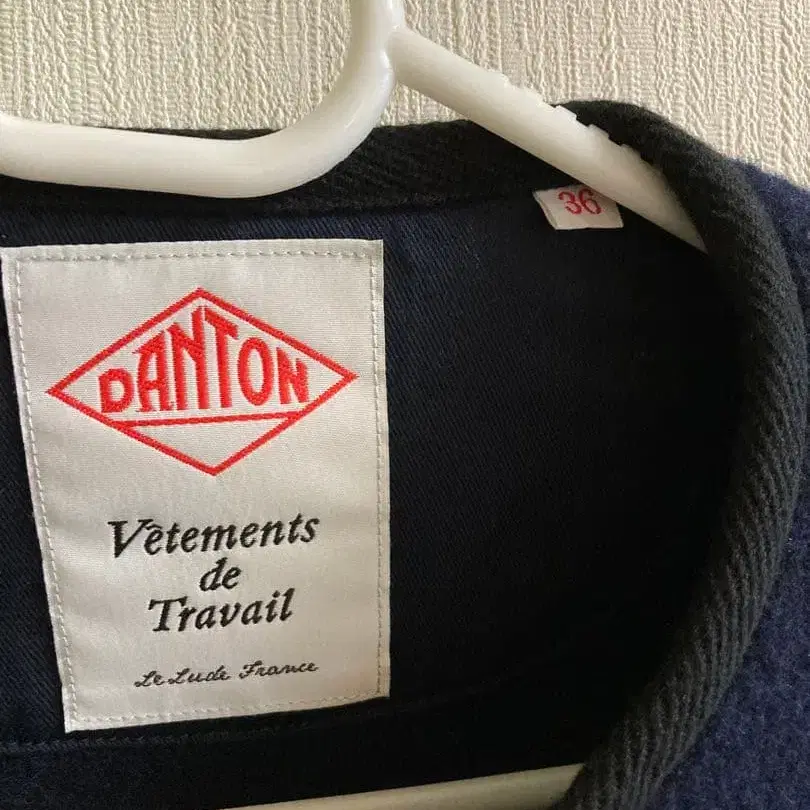 36
DANTON
Vêtements
de
Travail
Le Lude France